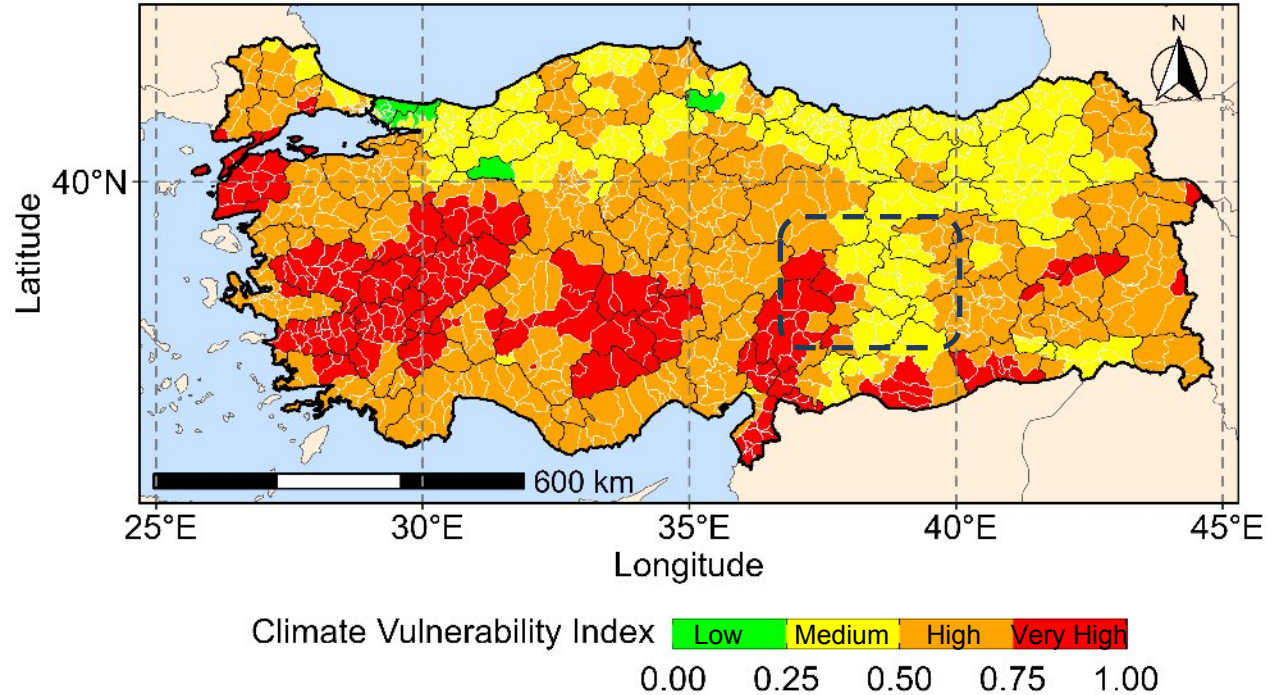 N
40°N
Latitude
600 km
25°E 30°E 35°E 40°E 45°E
Longitude
Climate Vulnerability Index Low Medium High Very High
0.00 0.25 0.50 0.75 1.00